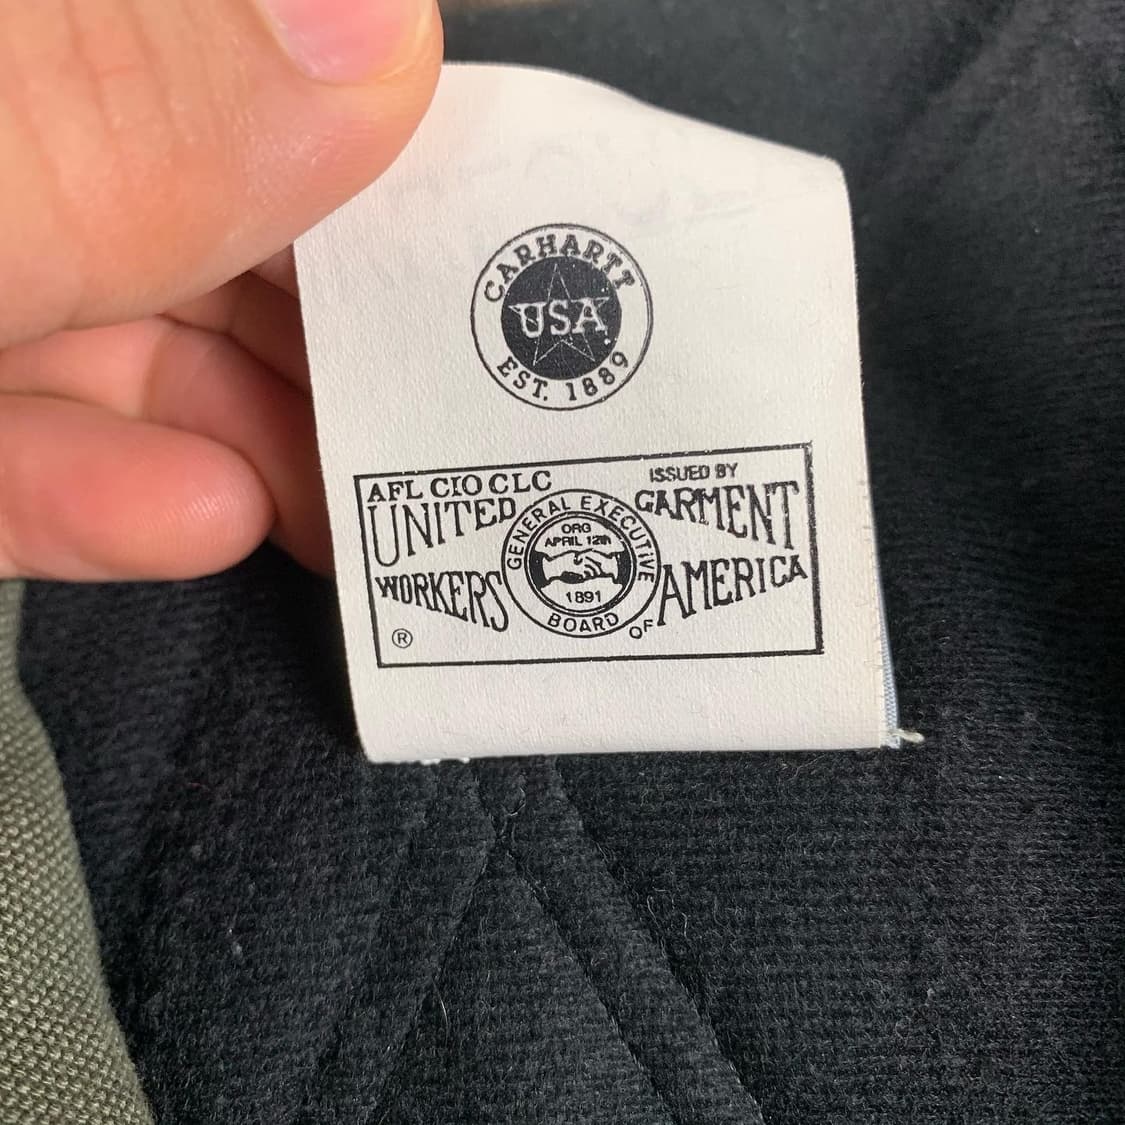 CARHARTT
USA
EST. 1889
AFL CIO CLC
ISSUED BY
UNITED GARMENT
WORKERS OF AMERICA
GENERAL EXECUTIVE
BOARD
ORG
APRIL 12th
1891
®